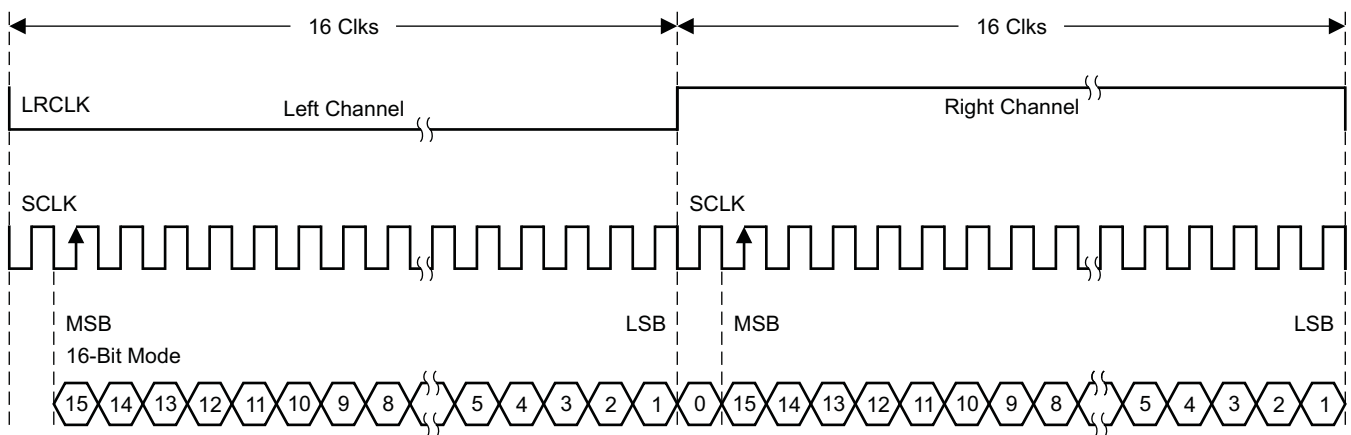 16 Clks 16 Clks
LRCLK Left Channel Right Channel
SCLK SCLK
MSB LSB MSB LSB
16-Bit Mode
15 14 13 12 11 10 9 8 5 4 3 2 1 0 15 14 13 12 11 10 9 8 5 4 3 2 1